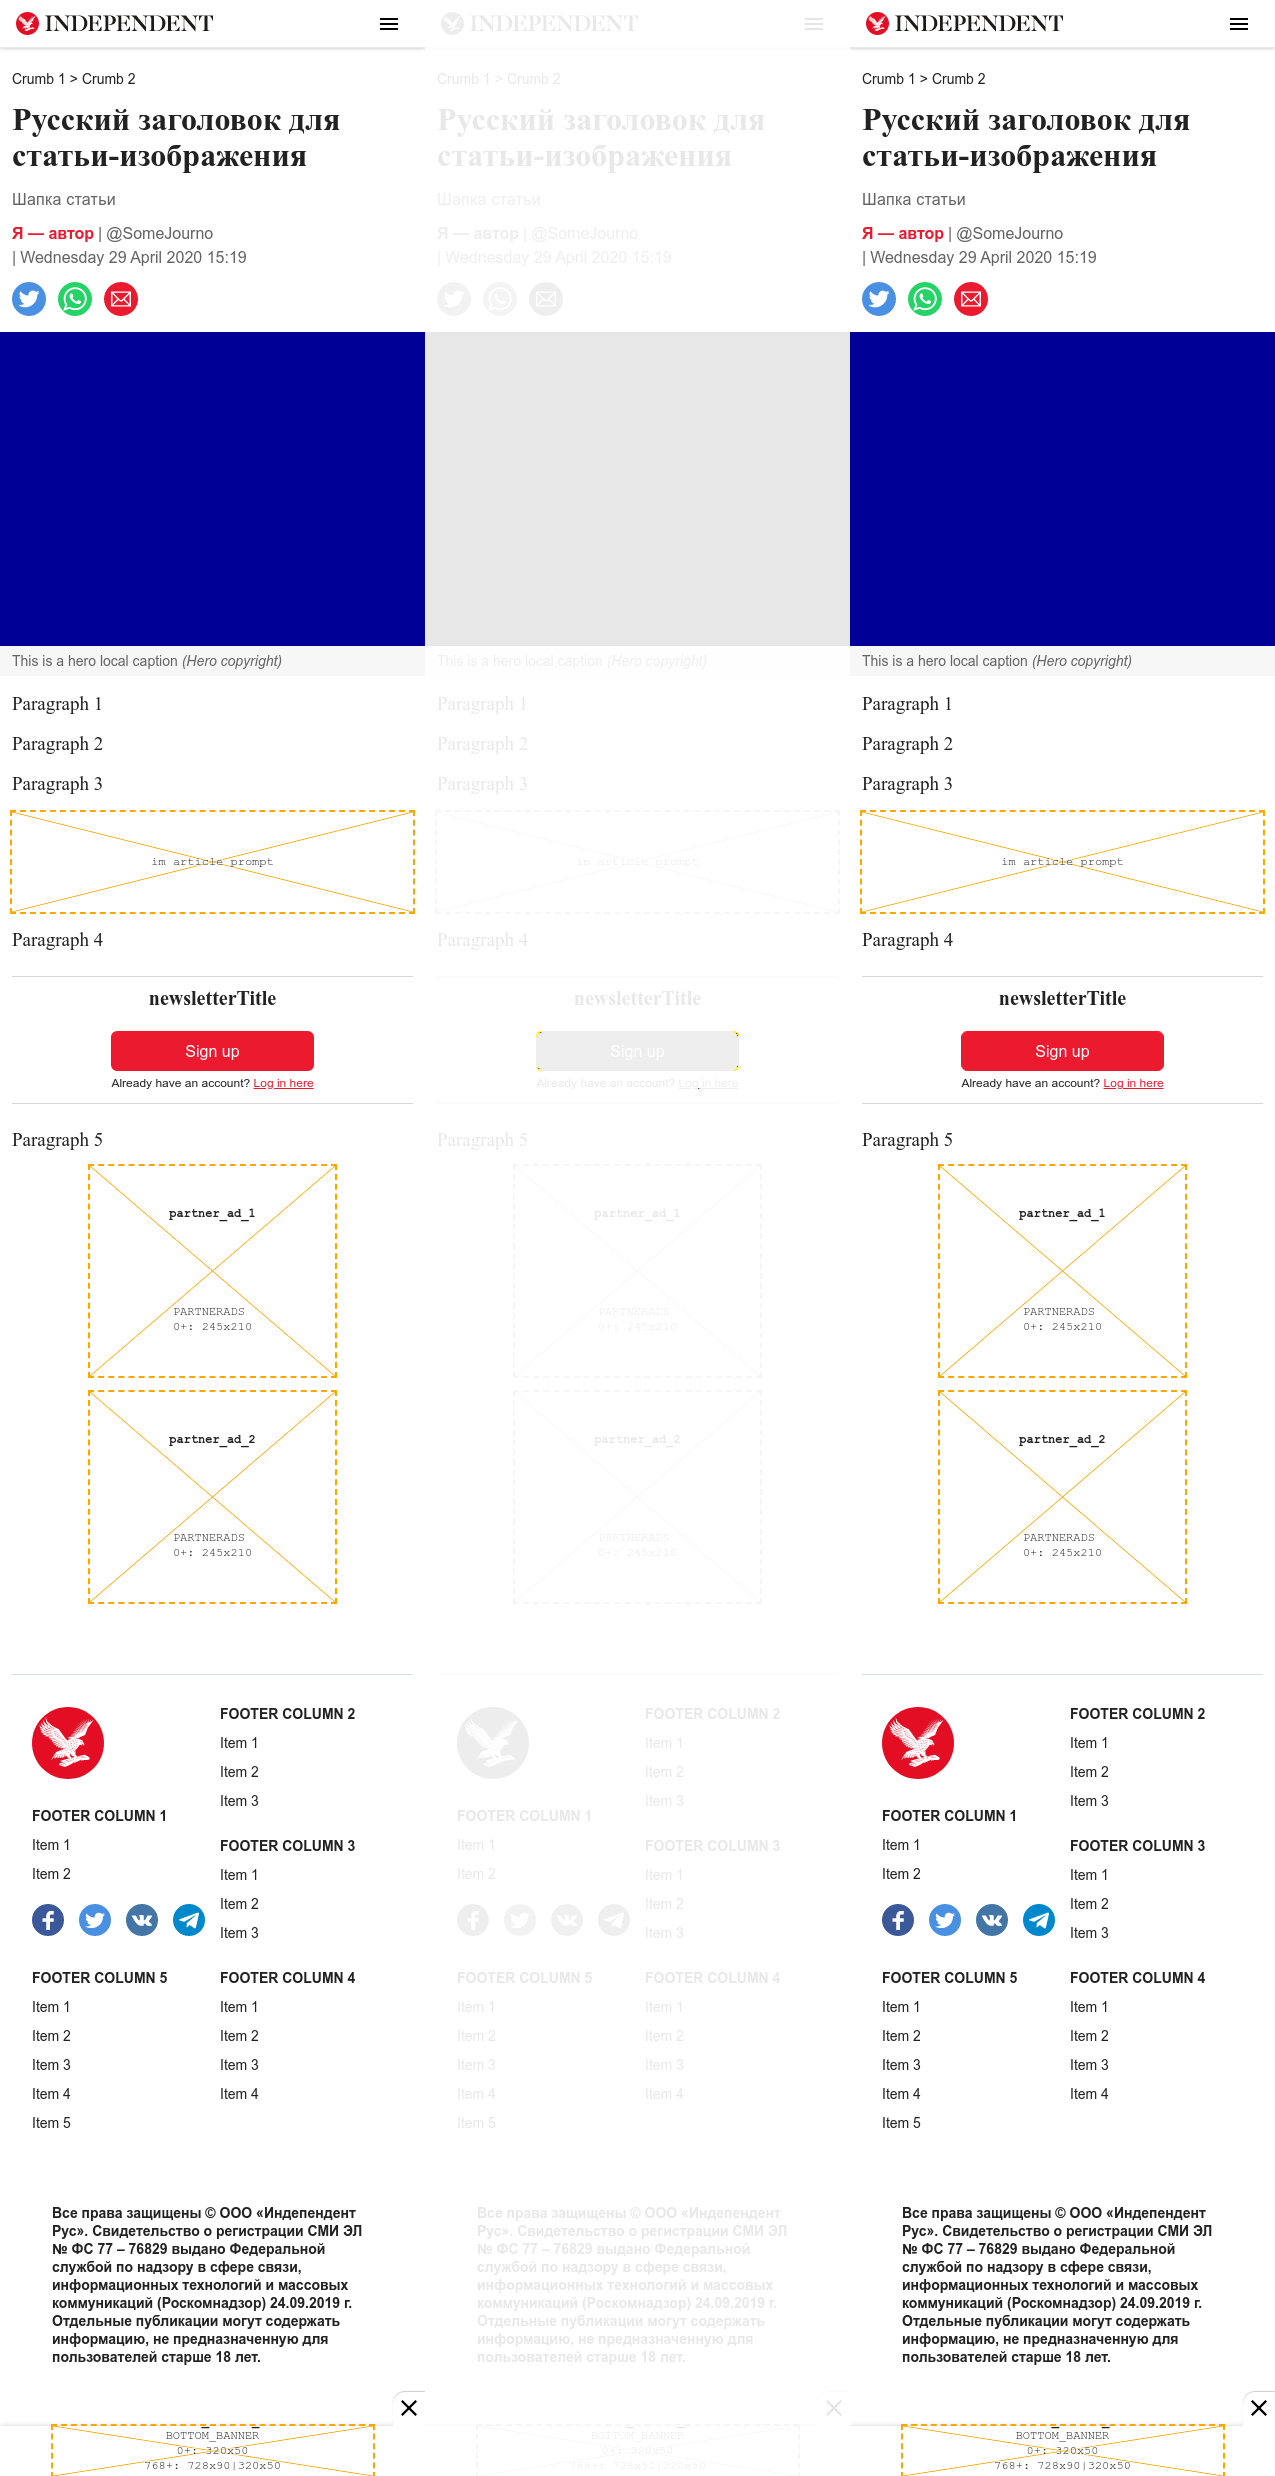 INDEPENDENT
Crumb 1 > Crumb 2
Русский заголовок для
статьи-изображения
Шапка статьи
Я — автор | @SomeJourno
| Wednesday 29 April 2020 15:19
This is a hero local caption (Hero copyright)
Paragraph 1
Paragraph 2
Paragraph 3
im article prompt
Paragraph 4
newsletterTitle
Sign up
Already have an account? Log in here
Paragraph 5
partner_ad_1
PARTNERADS
0+: 245x210
partner_ad_2
PARTNERADS
0+: 245x210
FOOTER COLUMN 1
Item 1
Item 2
FOOTER COLUMN 2
Item 1
Item 2
Item 3
FOOTER COLUMN 3
Item 1
Item 2
Item 3
FOOTER COLUMN 5
Item 1
Item 2
Item 3
Item 4
Item 5
FOOTER COLUMN 4
Item 1
Item 2
Item 3
Item 4
Все права защищены © ООО «Индепендент
Рус». Свидетельство о регистрации СМИ ЭЛ
№ ФС 77 – 76829 выдано Федеральной
службой по надзору в сфере связи,
информационных технологий и массовых
коммуникаций (Роскомнадзор) 24.09.2019 г.
Отдельные публикации могут содержать
информацию, не предназначенную для
пользователей старше 18 лет.
BOTTOM_BANNER
0+: 320x50
768+: 728x90|320x50
INDEPENDENT
Crumb 1 > Crumb 2
Русский заголовок для
статьи-изображения
Шапка статьи
Я — автор | @SomeJourno
| Wednesday 29 April 2020 15:19
This is a hero local caption (Hero copyright)
Paragraph 1
Paragraph 2
Paragraph 3
im article prompt
Paragraph 4
newsletterTitle
Sign up
Already have an account? Log in here
Paragraph 5
partner_ad_1
PARTNERADS
0+: 245x210
partner_ad_2
PARTNERADS
0+: 245x210
FOOTER COLUMN 1
Item 1
Item 2
FOOTER COLUMN 2
Item 1
Item 2
Item 3
FOOTER COLUMN 3
Item 1
Item 2
Item 3
FOOTER COLUMN 5
Item 1
Item 2
Item 3
Item 4
Item 5
FOOTER COLUMN 4
Item 1
Item 2
Item 3
Item 4
Все права защищены © ООО «Индепендент
Рус». Свидетельство о регистрации СМИ ЭЛ
№ ФС 77 – 76829 выдано Федеральной
службой по надзору в сфере связи,
информационных технологий и массовых
коммуникаций (Роскомнадзор) 24.09.2019 г.
Отдельные публикации могут содержать
информацию, не предназначенную для
пользователей старше 18 лет.
BOTTOM_BANNER
0+: 320x50
768+: 728x90|320x50
INDEPENDENT
Crumb 1 > Crumb 2
Русский заголовок для
статьи-изображения
Шапка статьи
Я — автор | @SomeJourno
| Wednesday 29 April 2020 15:19
This is a hero local caption (Hero copyright)
Paragraph 1
Paragraph 2
Paragraph 3
im article prompt
Paragraph 4
newsletterTitle
Sign up
Already have an account? Log in here
Paragraph 5
partner_ad_1
PARTNERADS
0+: 245x210
partner_ad_2
PARTNERADS
0+: 245x210
FOOTER COLUMN 1
Item 1
Item 2
FOOTER COLUMN 2
Item 1
Item 2
Item 3
FOOTER COLUMN 3
Item 1
Item 2
Item 3
FOOTER COLUMN 5
Item 1
Item 2
Item 3
Item 4
Item 5
FOOTER COLUMN 4
Item 1
Item 2
Item 3
Item 4
Все права защищены © ООО «Индепендент
Рус». Свидетельство о регистрации СМИ ЭЛ
№ ФС 77 – 76829 выдано Федеральной
службой по надзору в сфере связи,
информационных технологий и массовых
коммуникаций (Роскомнадзор) 24.09.2019 г.
Отдельные публикации могут содержать
информацию, не предназначенную для
пользователей старше 18 лет.
BOTTOM_BANNER
0+: 320x50
768+: 728x90|320x50